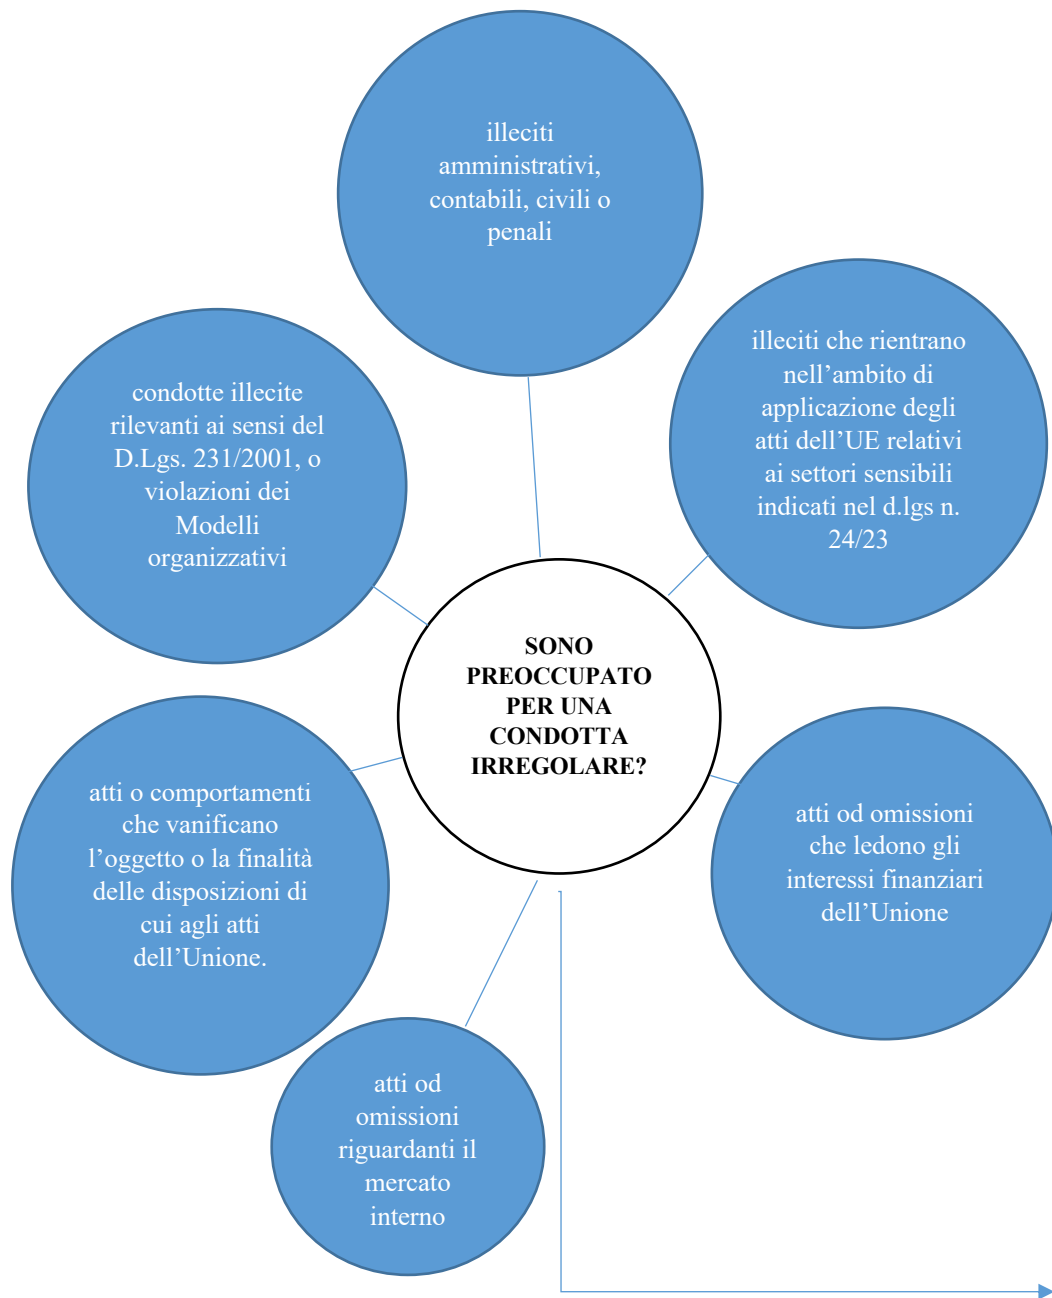 illeciti
amministrativi,
contabili, civili o
penali
illeciti che rientrano
nell’ambito di
applicazione degli
atti dell’UE relativi
ai settori sensibili
indicati nel d.lgs n.
24/23
condotte illecite
rilevanti ai sensi del
D.Lgs. 231/2001, o
violazioni dei
Modelli
organizzativi
SONO
PREOCCUPATO
PER UNA
CONDOTTA
IRREGOLARE?
atti o comportamenti
che vanificano
l’oggetto o la finalità
delle disposizioni di
cui agli atti
dell’Unione.
atti od omissioni
che ledono gli
interessi finanziari
dell’Unione
atti od
omissioni
riguardanti il
mercato
interno